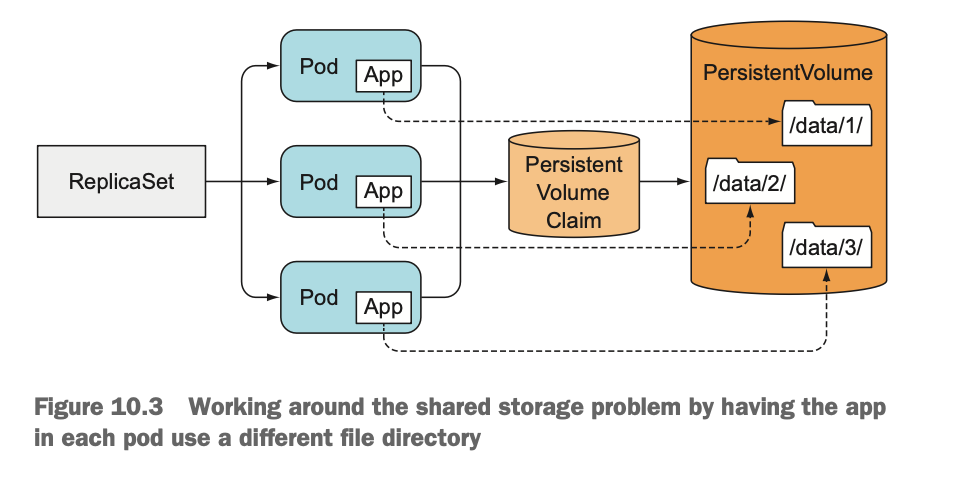 ReplicaSet
Pod
App
Pod
App
Pod
App
Persistent
Volume
Claim
PersistentVolume
/data/1/
/data/2/
/data/3/
Figure 10.3 Working around the shared storage problem by having the app
in each pod use a different file directory